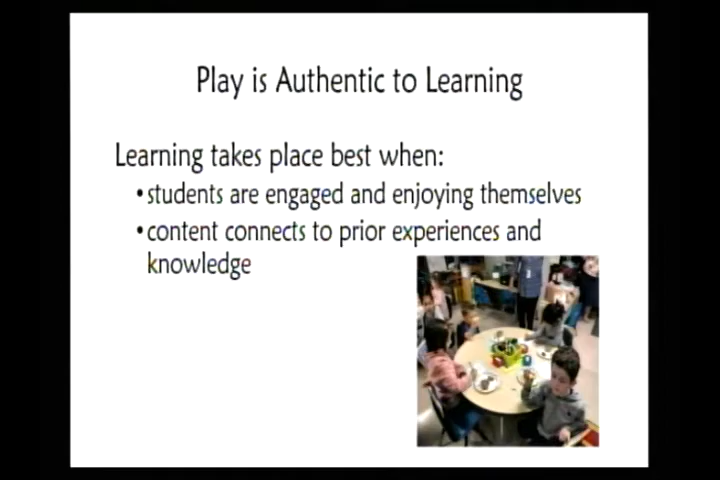 Play is Authentic to Learning
Learning takes place best when:
•students are engaged and enjoying themselves
•content connects to prior experiences and
knowledge